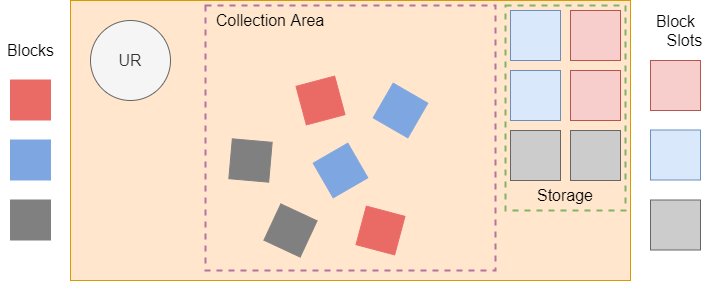 Blocks
UR
Collection Area
Storage
Block
Slots